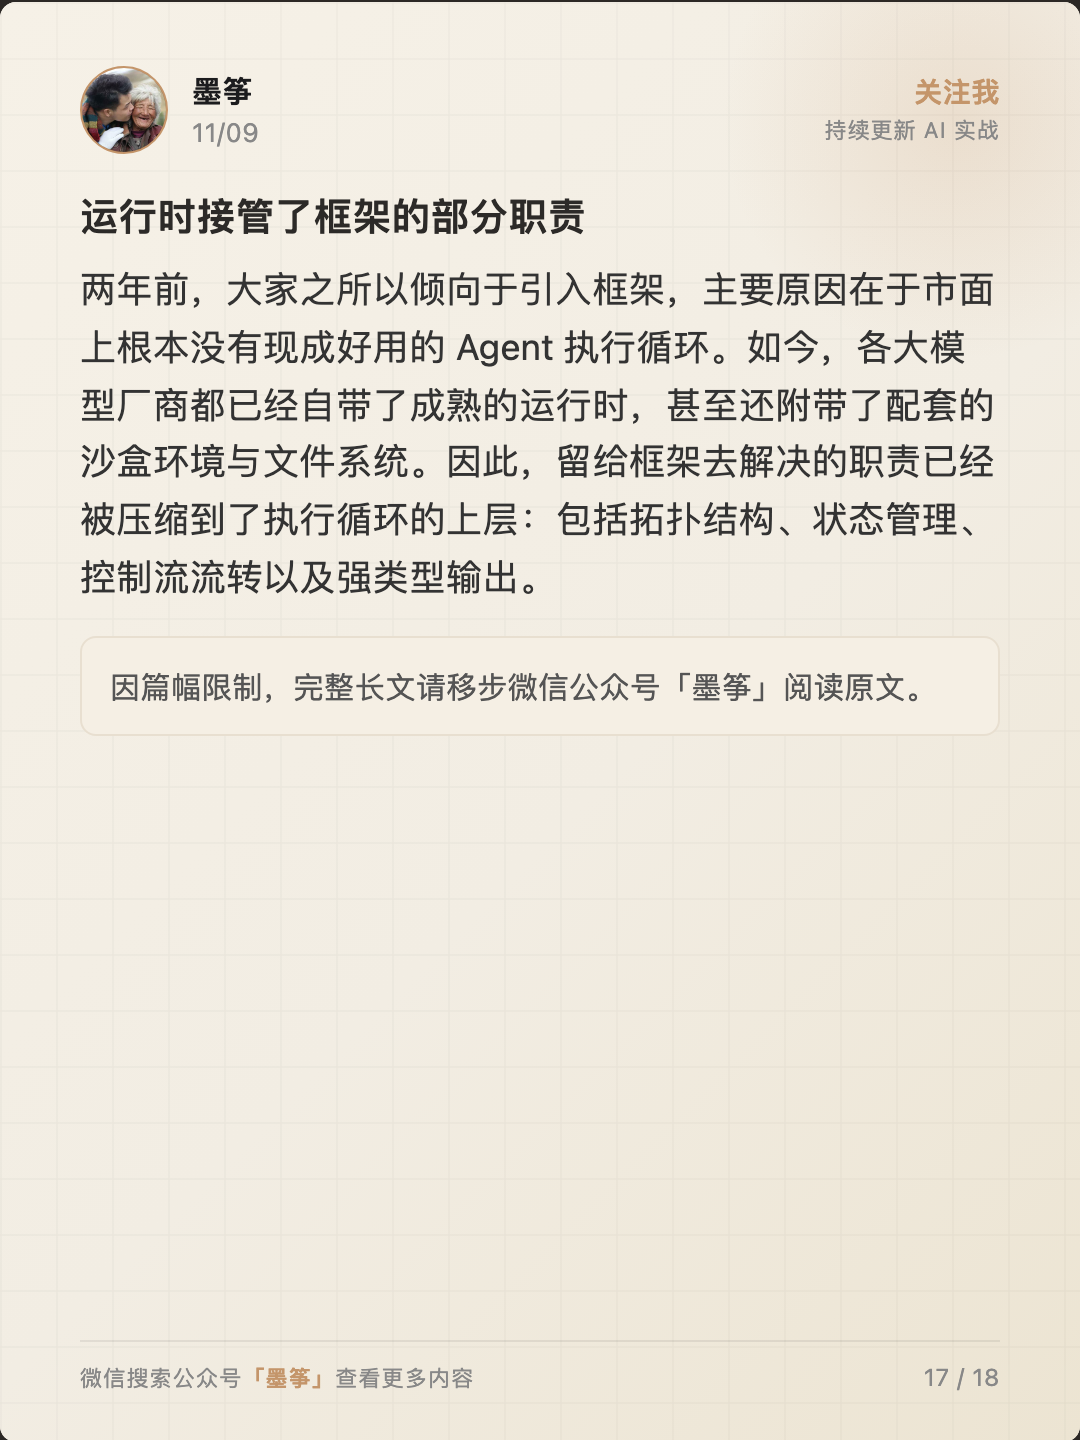 墨筝
11/09
关注我
持续更新 AI 实战
运行时接管了框架的部分职责
两年前，大家之所以倾向于引入框架，主要原因在于市面
上根本没有现成好用的 Agent 执行循环。如今，各大模
型厂商都已经自带了成熟的运行时，甚至还附带了配套的
沙盒环境与文件系统。因此，留给框架去解决的职责已经
被压缩到了执行循环的上层：包括拓扑结构、状态管理、
控制流流转以及强类型输出。
因篇幅限制，完整长文请移步微信公众号「墨筝」阅读原文。
微信搜索公众号「墨筝」查看更多内容
17 / 18